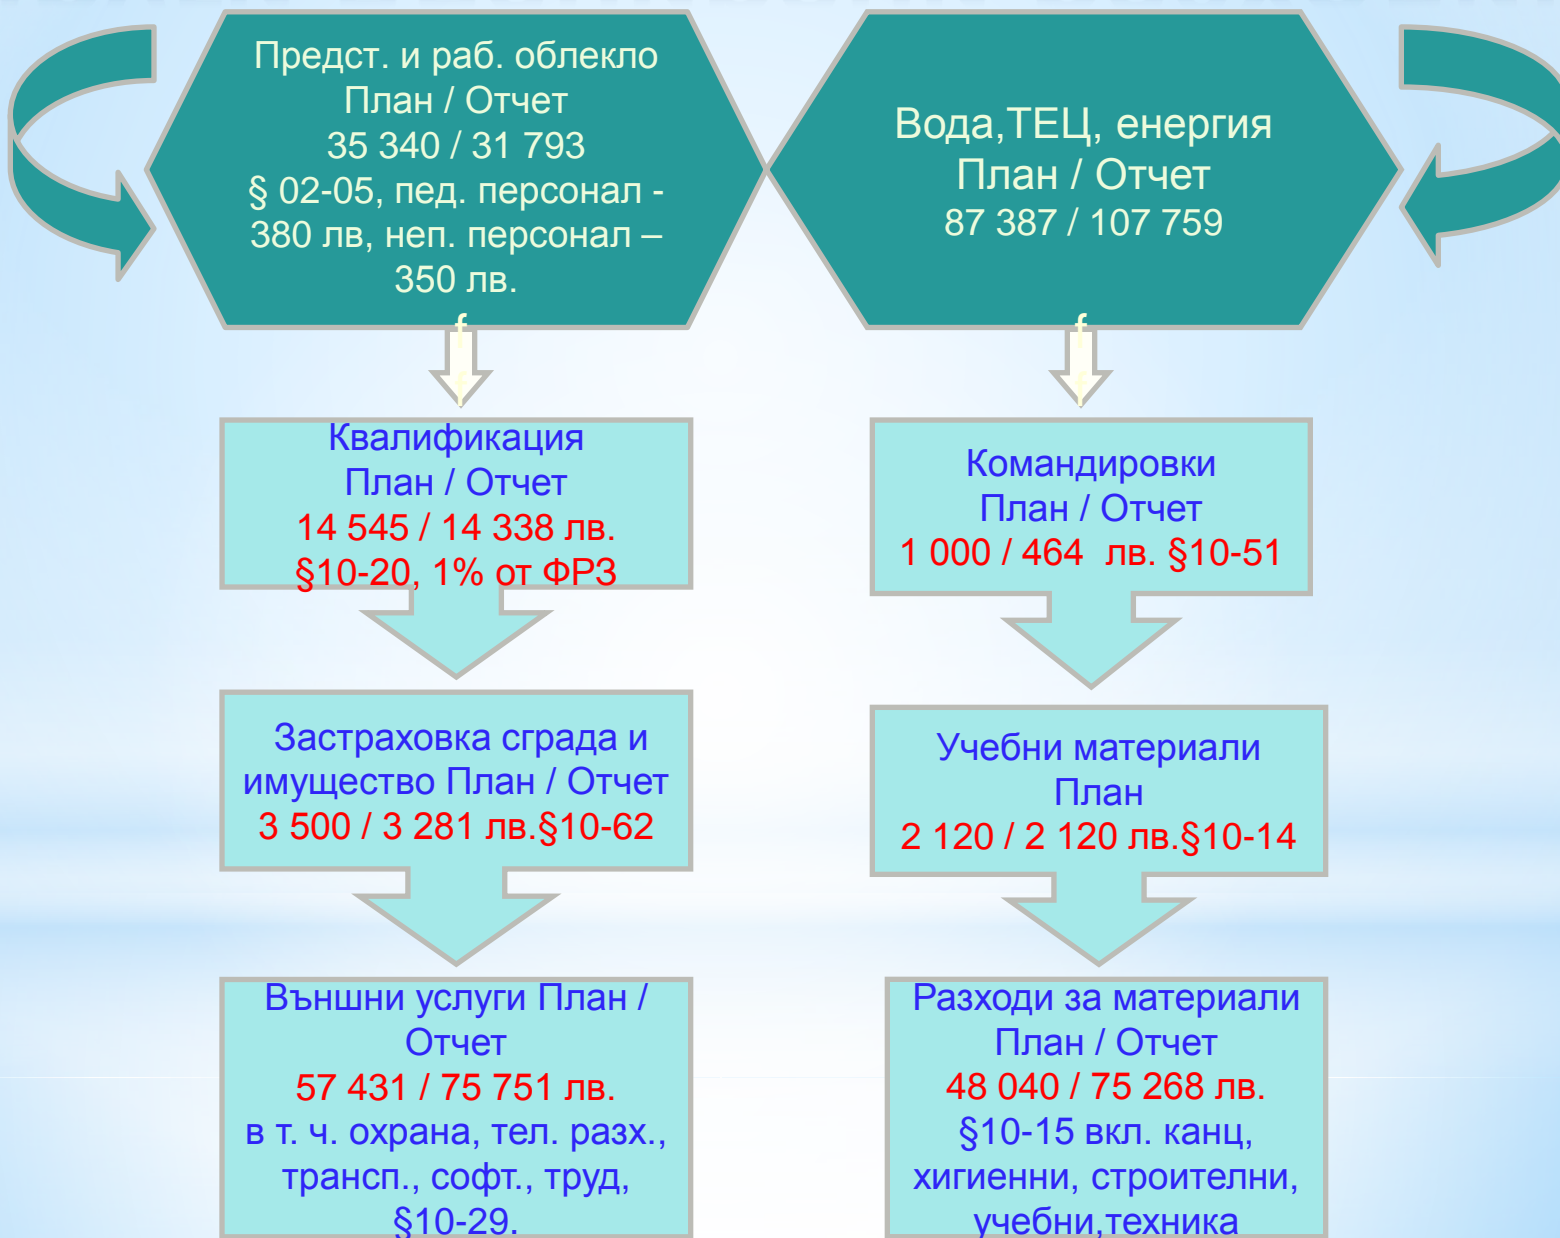 Предст. и раб. облекло
План / Отчет
35 340 / 31 793
§ 02-05, пед. персонал -
380 лв, неп. персонал –
350 лв.
f
Вода,ТЕЦ, енергия
План / Отчет
87 387 / 107 759
f
Квалификация
План / Отчет
14 545 / 14 338 лв.
§10-20, 1% от ФРЗ
Командировки
План / Отчет
1 000 / 464 лв. §10-51
Застраховка сграда и
имущество План / Отчет
3 500 / 3 281 лв.§10-62
Учебни материали
План
2 120 / 2 120 лв.§10-14
Външни услуги План /
Отчет
57 431 / 75 751 лв.
в т. ч. охрана, тел. разх.,
трансп., софт., труд,
§10-29.
Разходи за материали
План / Отчет
48 040 / 75 268 лв.
§10-15 вкл. канц,
хигиенни, строителни,
учебни,техника